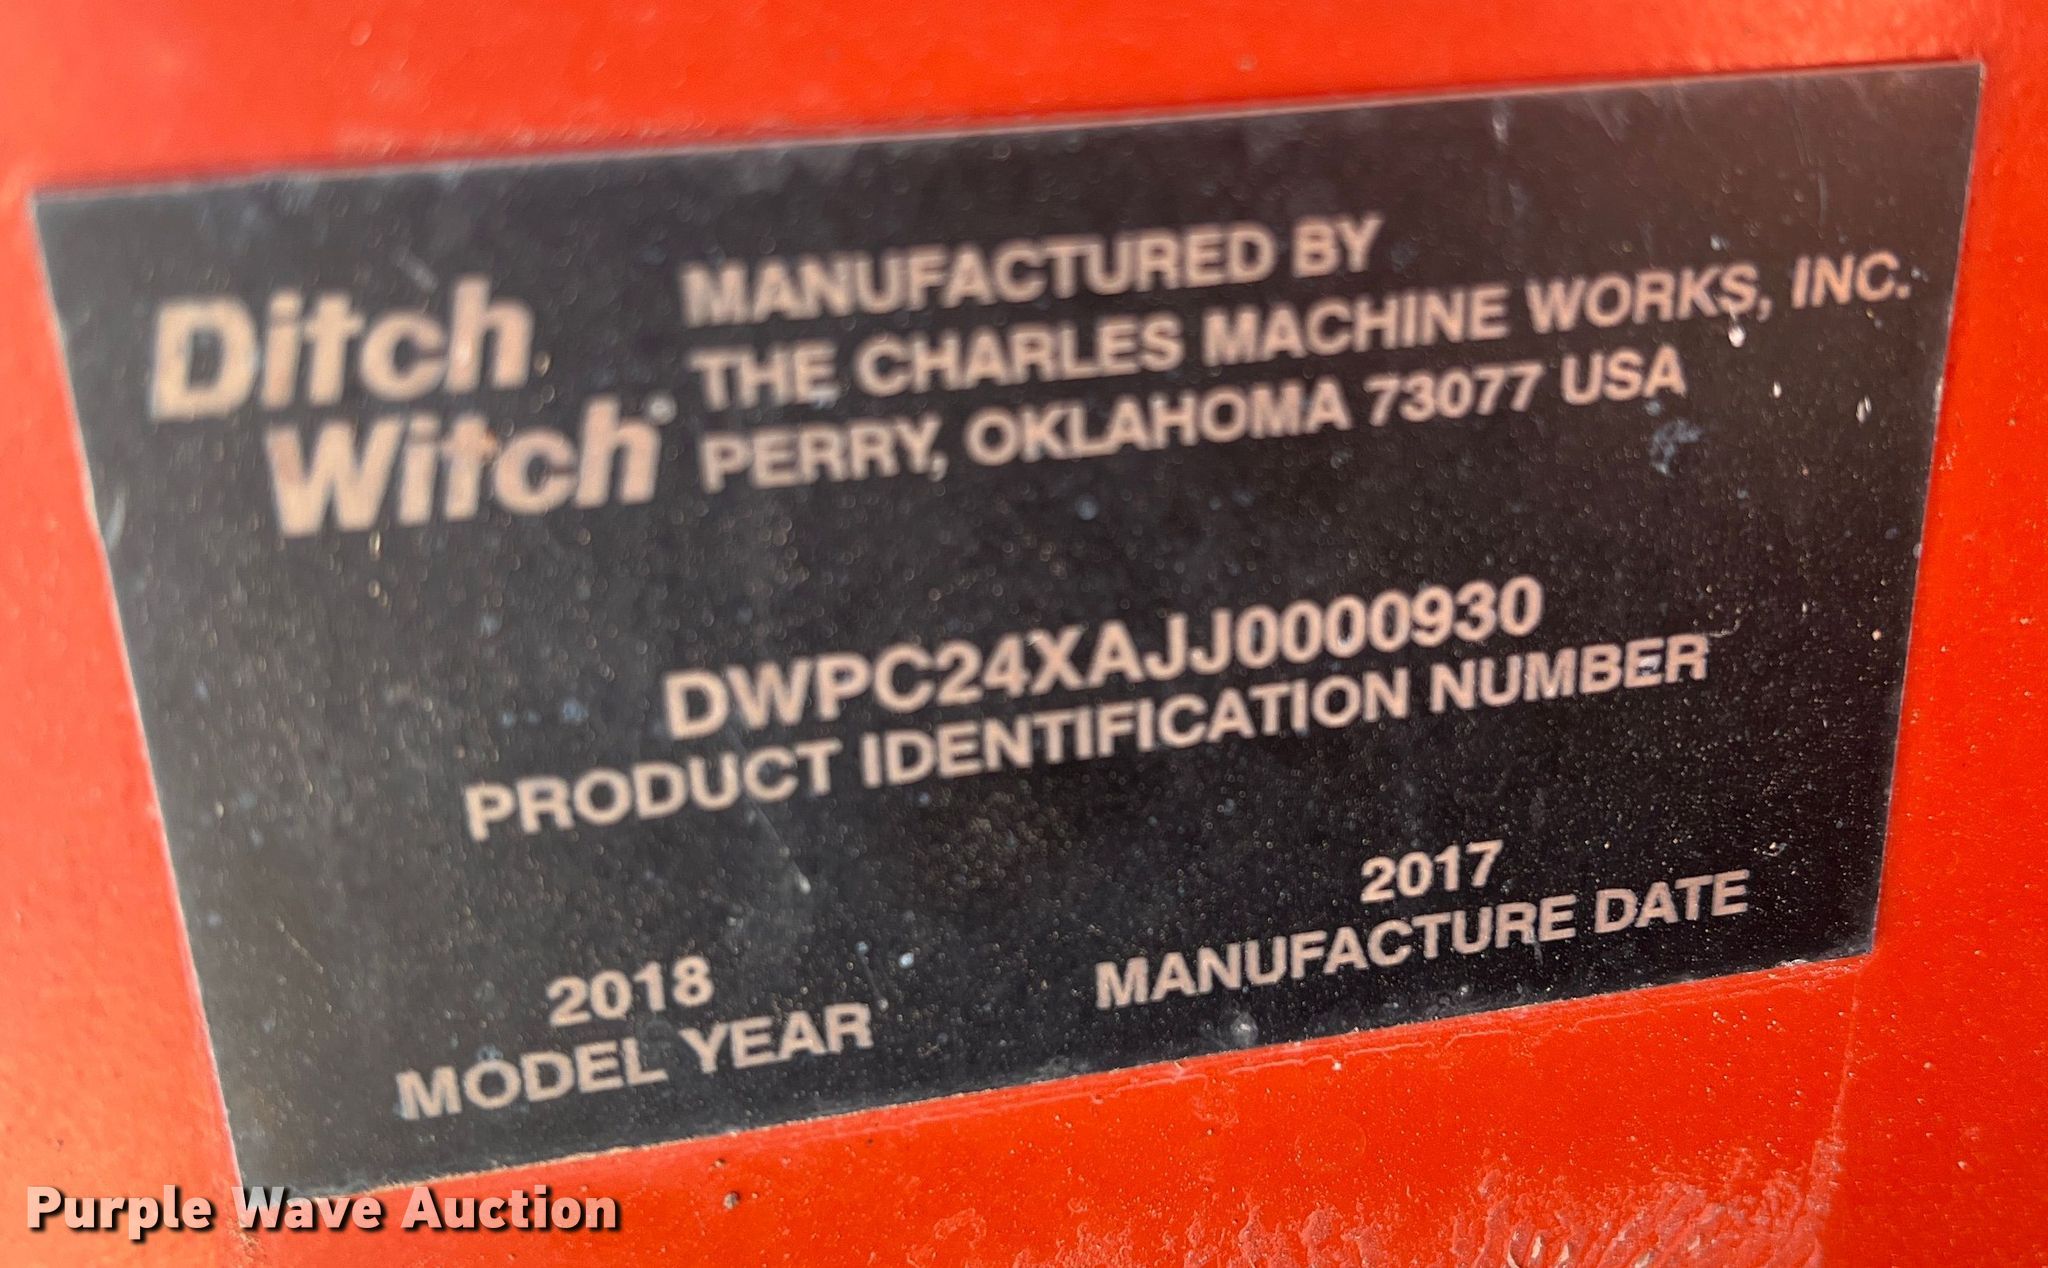 Ditch
Witch®
MANUFACTURED BY
THE CHARLES MACHINE WORKS, INC.
PERRY, OKLAHOMA 73077 USA
DWPC24XAJJ0000930
PRODUCT IDENTIFICATION NUMBER
2018
MODEL YEAR
2017
MANUFACTURE DATE
Purple Wave Auction